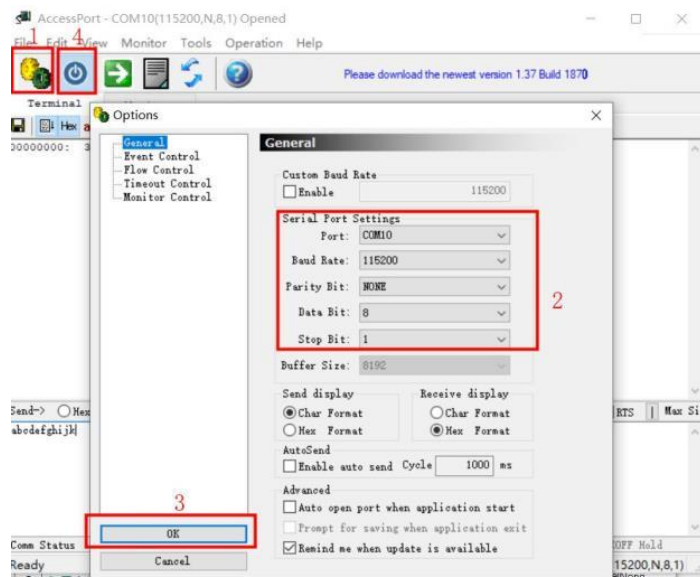 AccessPort - COM10(115200,N,8,1) Opened
1 4
File Edit View Monitor Tools Operation Help
Please download the newest version 1.37 Build 1870
Terminal
Hex
00000000: 3
Options
General
Event Control
Flow Control
Timeout Control
Monitor Control
General
Custom Baud Rate
Enable 115200
Serial Port Settings
Port: COM10
Baud Rate: 115200
Parity Bit: NONE
Data Bit: 8
Stop Bit: 1
2
Buffer Size: 8192
Send display
Char Format
Hex Format
Receive display
Char Format
Hex Format
AutoSend
Enable auto send Cycle 1000 ms
Advanced
Auto open port when application start
Prompt for saving when application exit
Remind me when update is available
3
OK
Cancel
Send-> Hex
RTS Max Si
abcdefghijk
Comm Status
OFF Hold
Ready
15200,N,8,1)